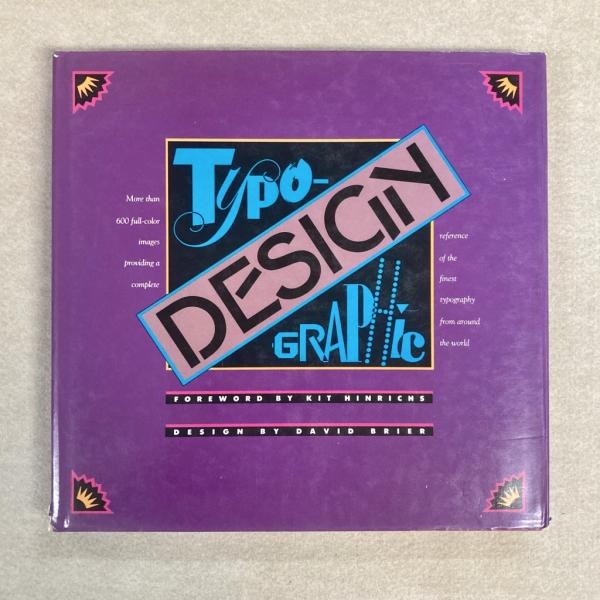 TYPO-
DESIGN
GRAPHic
More than
600 full-color
images
providing a
complete
reference
of the
finest
typography
from around
the world
FOREWORD BY KIT HINRICHS
DESIGN BY DAVID BRIER